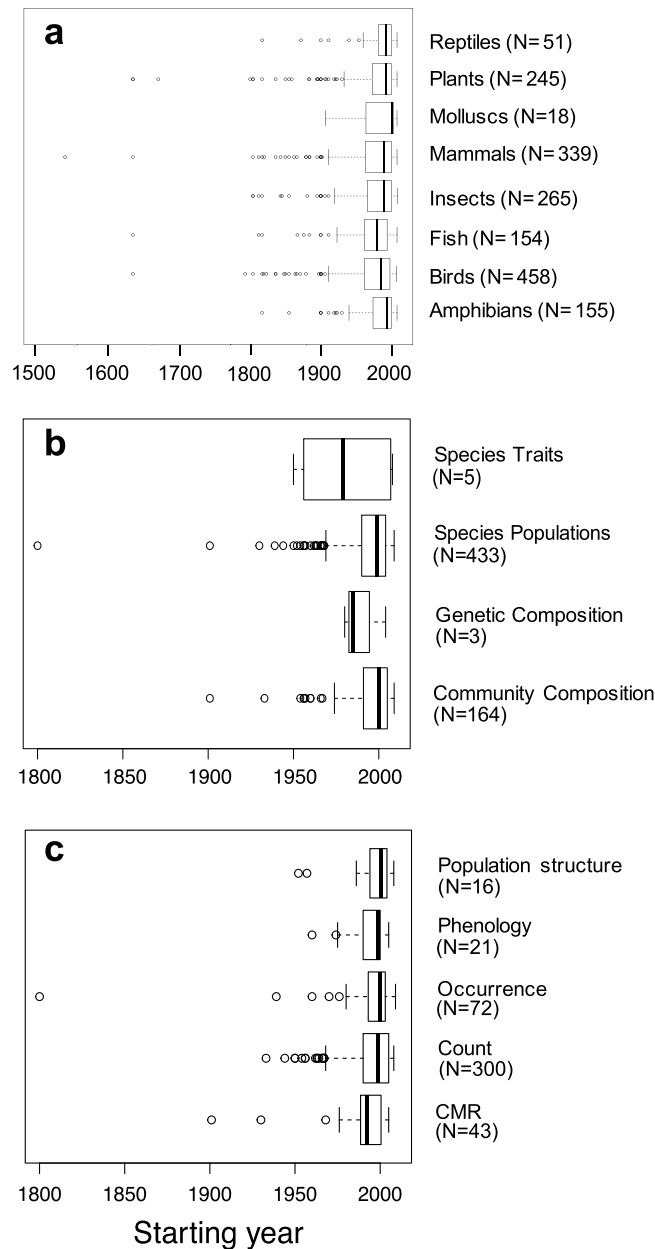 a
Reptiles (N= 51)
Plants (N= 245)
Molluscs (N=18)
Mammals (N= 339)
Insects (N= 265)
Fish (N= 154)
Birds (N= 458)
Amphibians (N= 155)
1500 1600 1700 1800 1900 2000
b
Species Traits
(N=5)
Species Populations
(N=433)
Genetic Composition
(N=3)
Community Composition
(N=164)
1800 1850 1900 1950 2000
c
Population structure
(N=16)
Phenology
(N=21)
Occurrence
(N=72)
Count
(N=300)
CMR
(N=43)
1800 1850 1900 1950 2000
Starting year